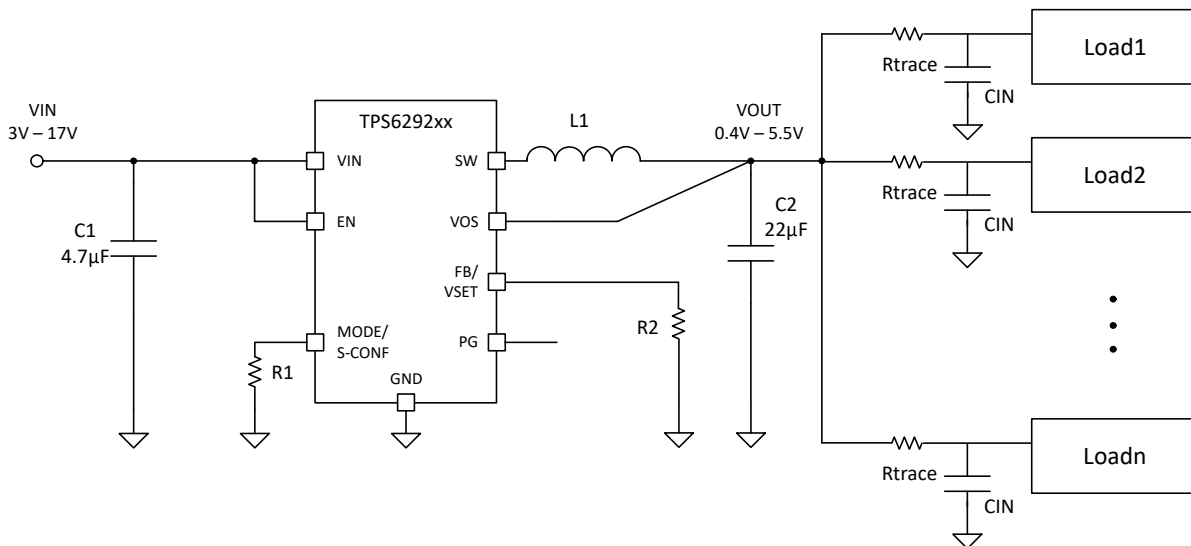 VIN
3V – 17V
C1
4.7µF
TPS6292xx
VIN
EN
MODE/
S-CONF
GND
SW
VOS
FB/
VSET
PG
R1
L1
R2
VOUT
0.4V – 5.5V
C2
22µF
Rtrace
CIN
Load1
Rtrace
CIN
Load2
Rtrace
CIN
Loadn